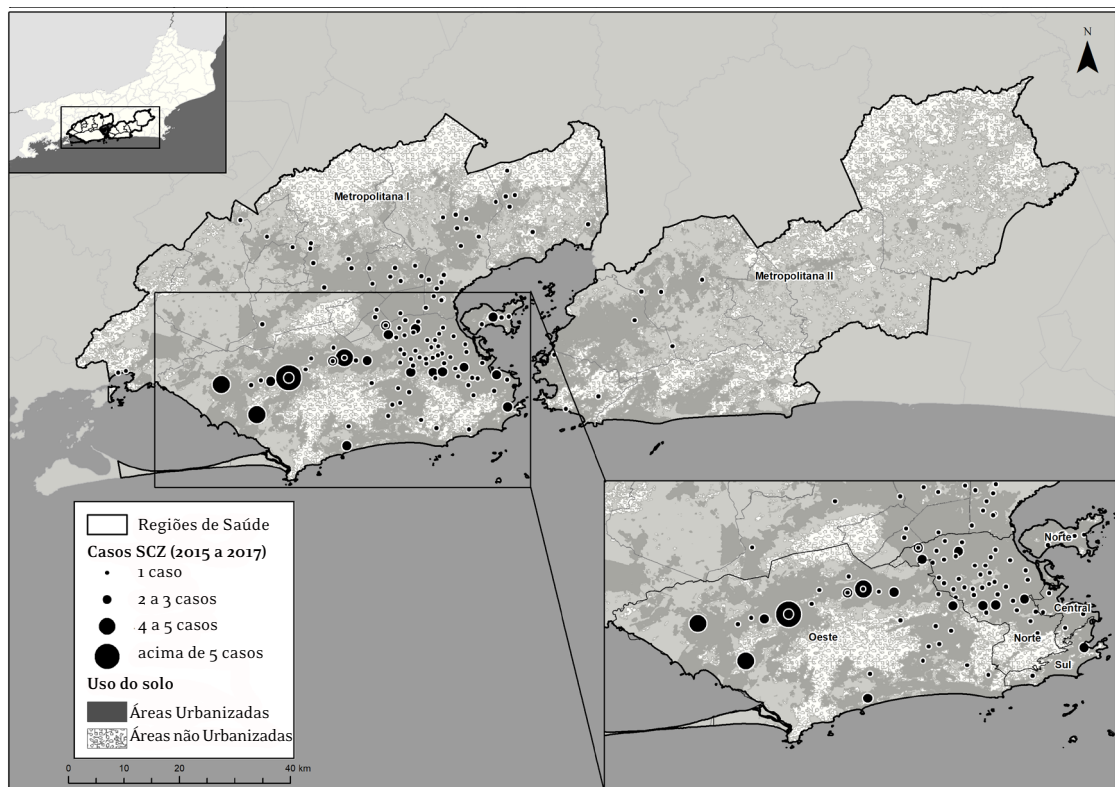 N
Metropolitana I
Metropolitana II
Regiões de Saúde
Casos SCZ (2015 a 2017)
1 caso
2 a 3 casos
4 a 5 casos
acima de 5 casos
Uso do solo
Áreas Urbanizadas
Áreas não Urbanizadas
0 10 20 40 km
Norte
Central
Oeste
Norte
Sul